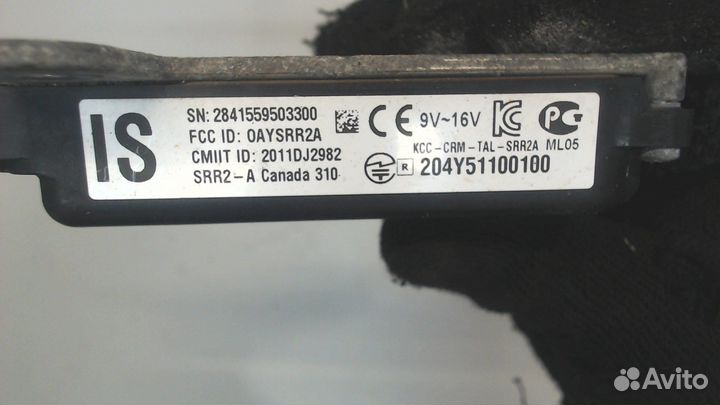 IS
SN: 2841559503300
FCC ID: OAYSRR2A
CMIIT ID: 2011DJ2982
SRR2-A Canada 310
CE 9V~16V
KCC-CRM-TAL-SRR2A ML05
R 204Y51100100
Avito